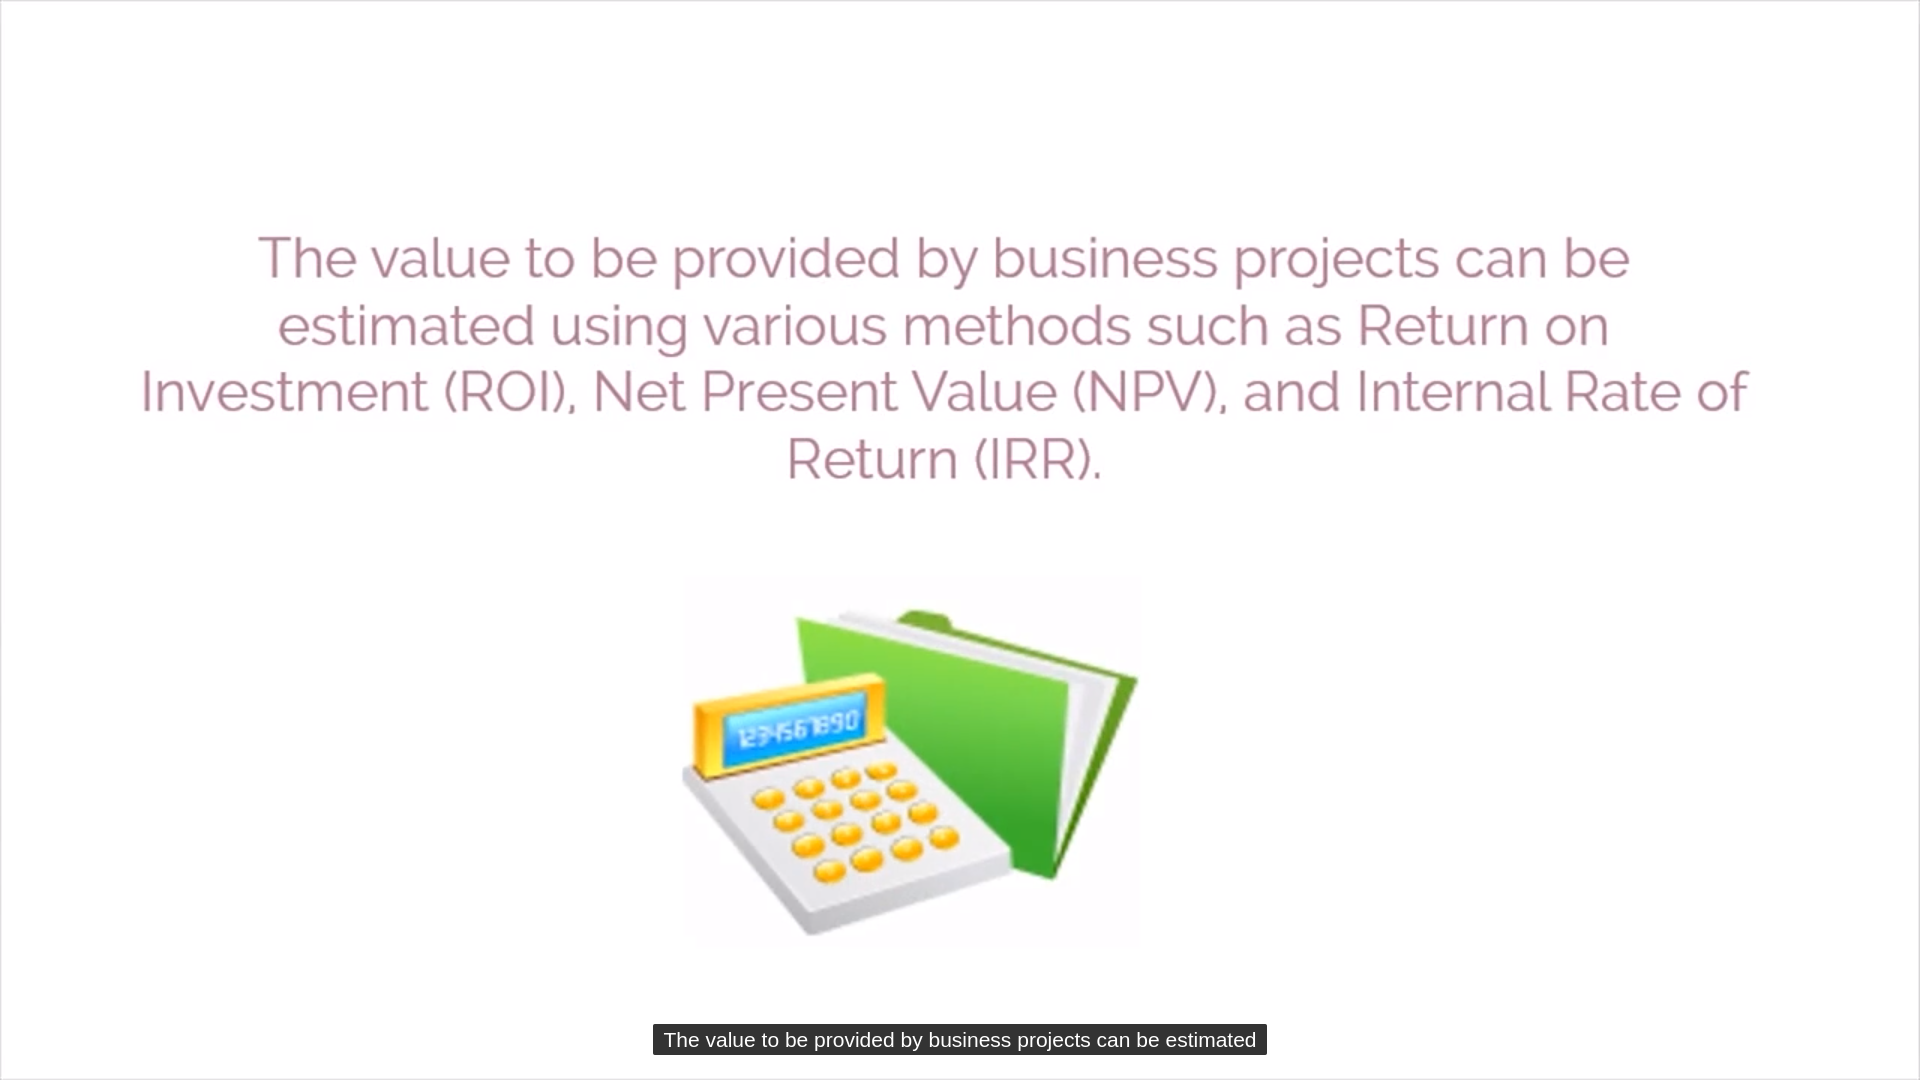 The value to be provided by business projects can be
estimated using various methods such as Return on
Investment (ROI), Net Present Value (NPV), and Internal Rate of
Return (IRR).
1234567890
The value to be provided by business projects can be estimated